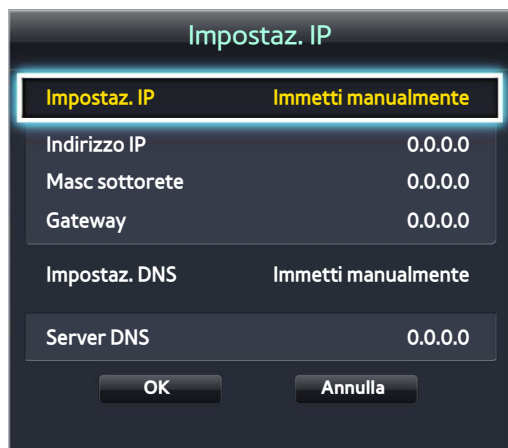 Impostaz. IP
Impostaz. IP Immetti manualmente
Indirizzo IP 0.0.0.0
Masc sottorete 0.0.0.0
Gateway 0.0.0.0
Impostaz. DNS Immetti manualmente
Server DNS 0.0.0.0
OK Annulla